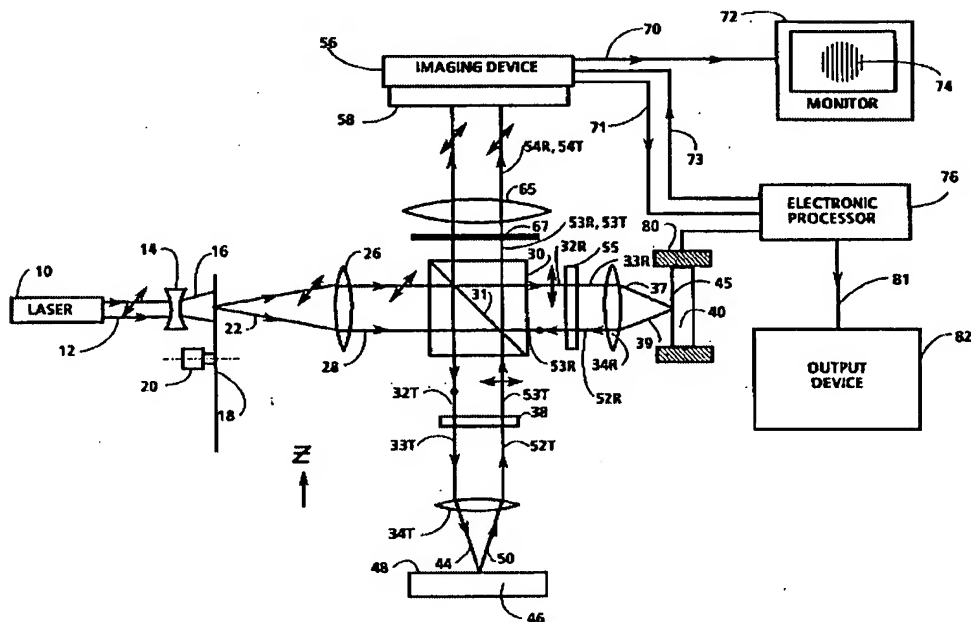 70
72
56
IMAGING DEVICE
74
MONITOR
58
71
54R, 54T
73
76
65
ELECTRONIC
PROCESSOR
67
53R, 53T
80
10
14
16
26
30
32R
55
33R
37
45
81
LASER
31
40
22
39
12
28
34R
82
20
53R
OUTPUT
DEVICE
18
32T
53T
52R
38
33T
52T
Z
34T
44
50
48
46